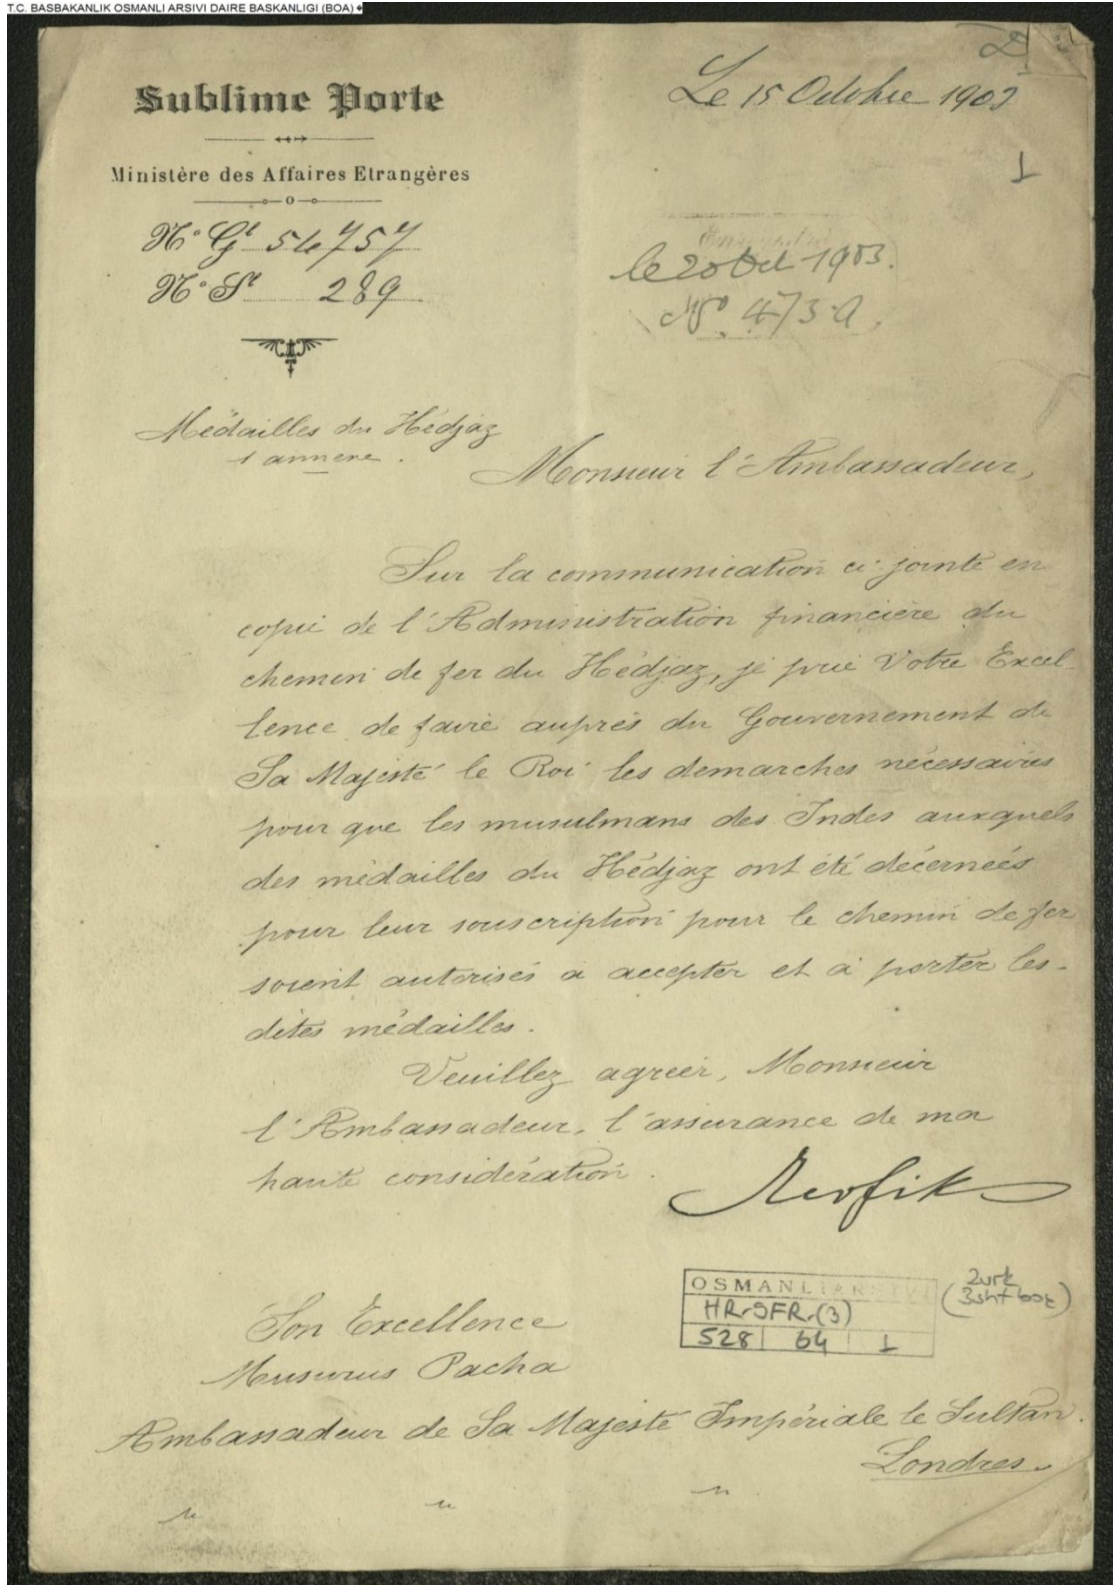 T.C. BASBAKANLIK OSMANLI ARSIVI DAIRE BASKANLIGI (BOA)
Sublime Porte
Le 15 Octobre 1903
1
Ministère des Affaires Etrangères
N° Gl 54757
N° Sl 289
le 20 Oct 1903.
N° 473
Médailles du Hédjaz
1 annexe.
Monsieur l'Ambassadeur,
Sur la communication ci-jointe en
copie de l'Administration financière du
chemin de fer du Hédjaz, je prie Votre Excel-
lence de faire auprès du Gouvernement de
Sa Majesté le Roi les démarches nécessaires
pour que les musulmans des Indes auxquels
des médailles du Hédjaz ont été décernées
pour leur souscription pour le chemin de fer
soient autorisés à accepter et à porter les-
dites médailles.
Veuillez agréer, Monsieur
l'Ambassadeur, l'assurance de ma
haute considération.
Tevfik
OSMANLI ARŞİVİ
HR.SFR.(3)
528 64 1
Son Excellence
Musurus Pacha
Ambassadeur de Sa Majesté Impériale le Sultan.
Londres.